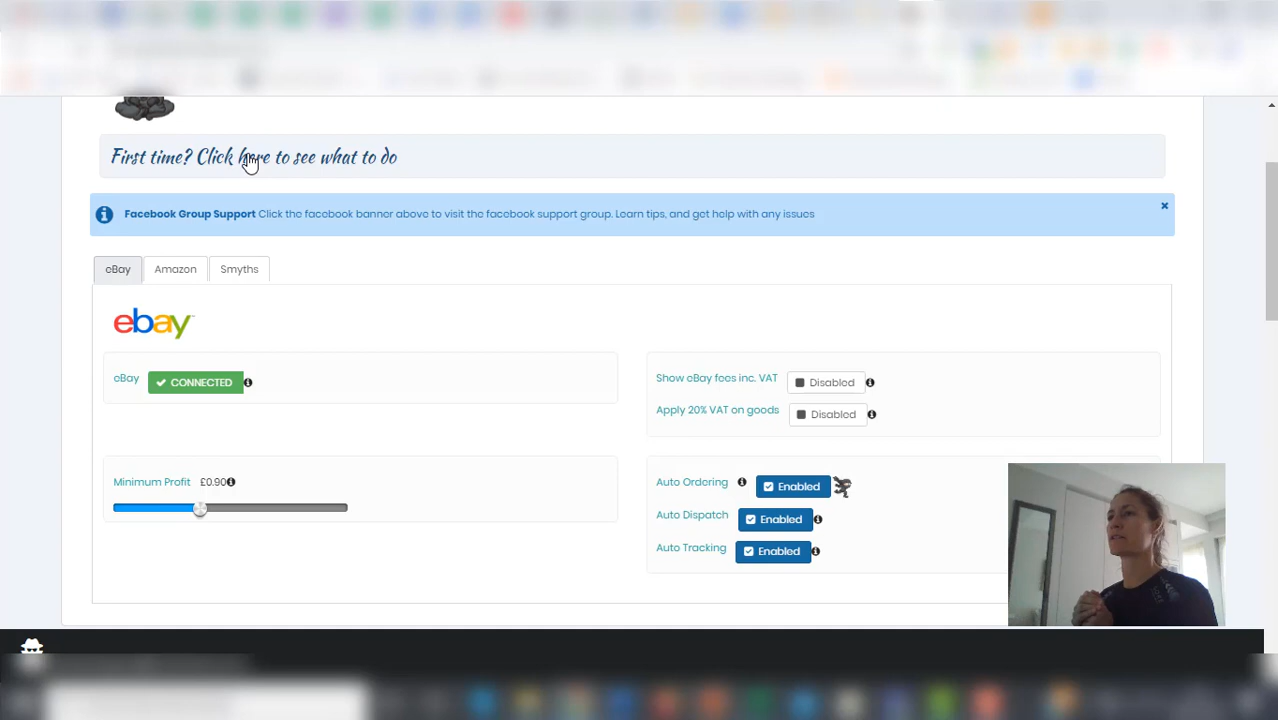 First time? Click here to see what to do
Facebook Group Support Click the facebook banner above to visit the facebook support group. Learn tips, and get help with any issues
eBay Amazon Smyths
ebay
eBay CONNECTED
Show eBay fees inc. VAT Disabled
Apply 20% VAT on goods Disabled
Minimum Profit £0.90
Auto Ordering Enabled
Auto Dispatch Enabled
Auto Tracking Enabled